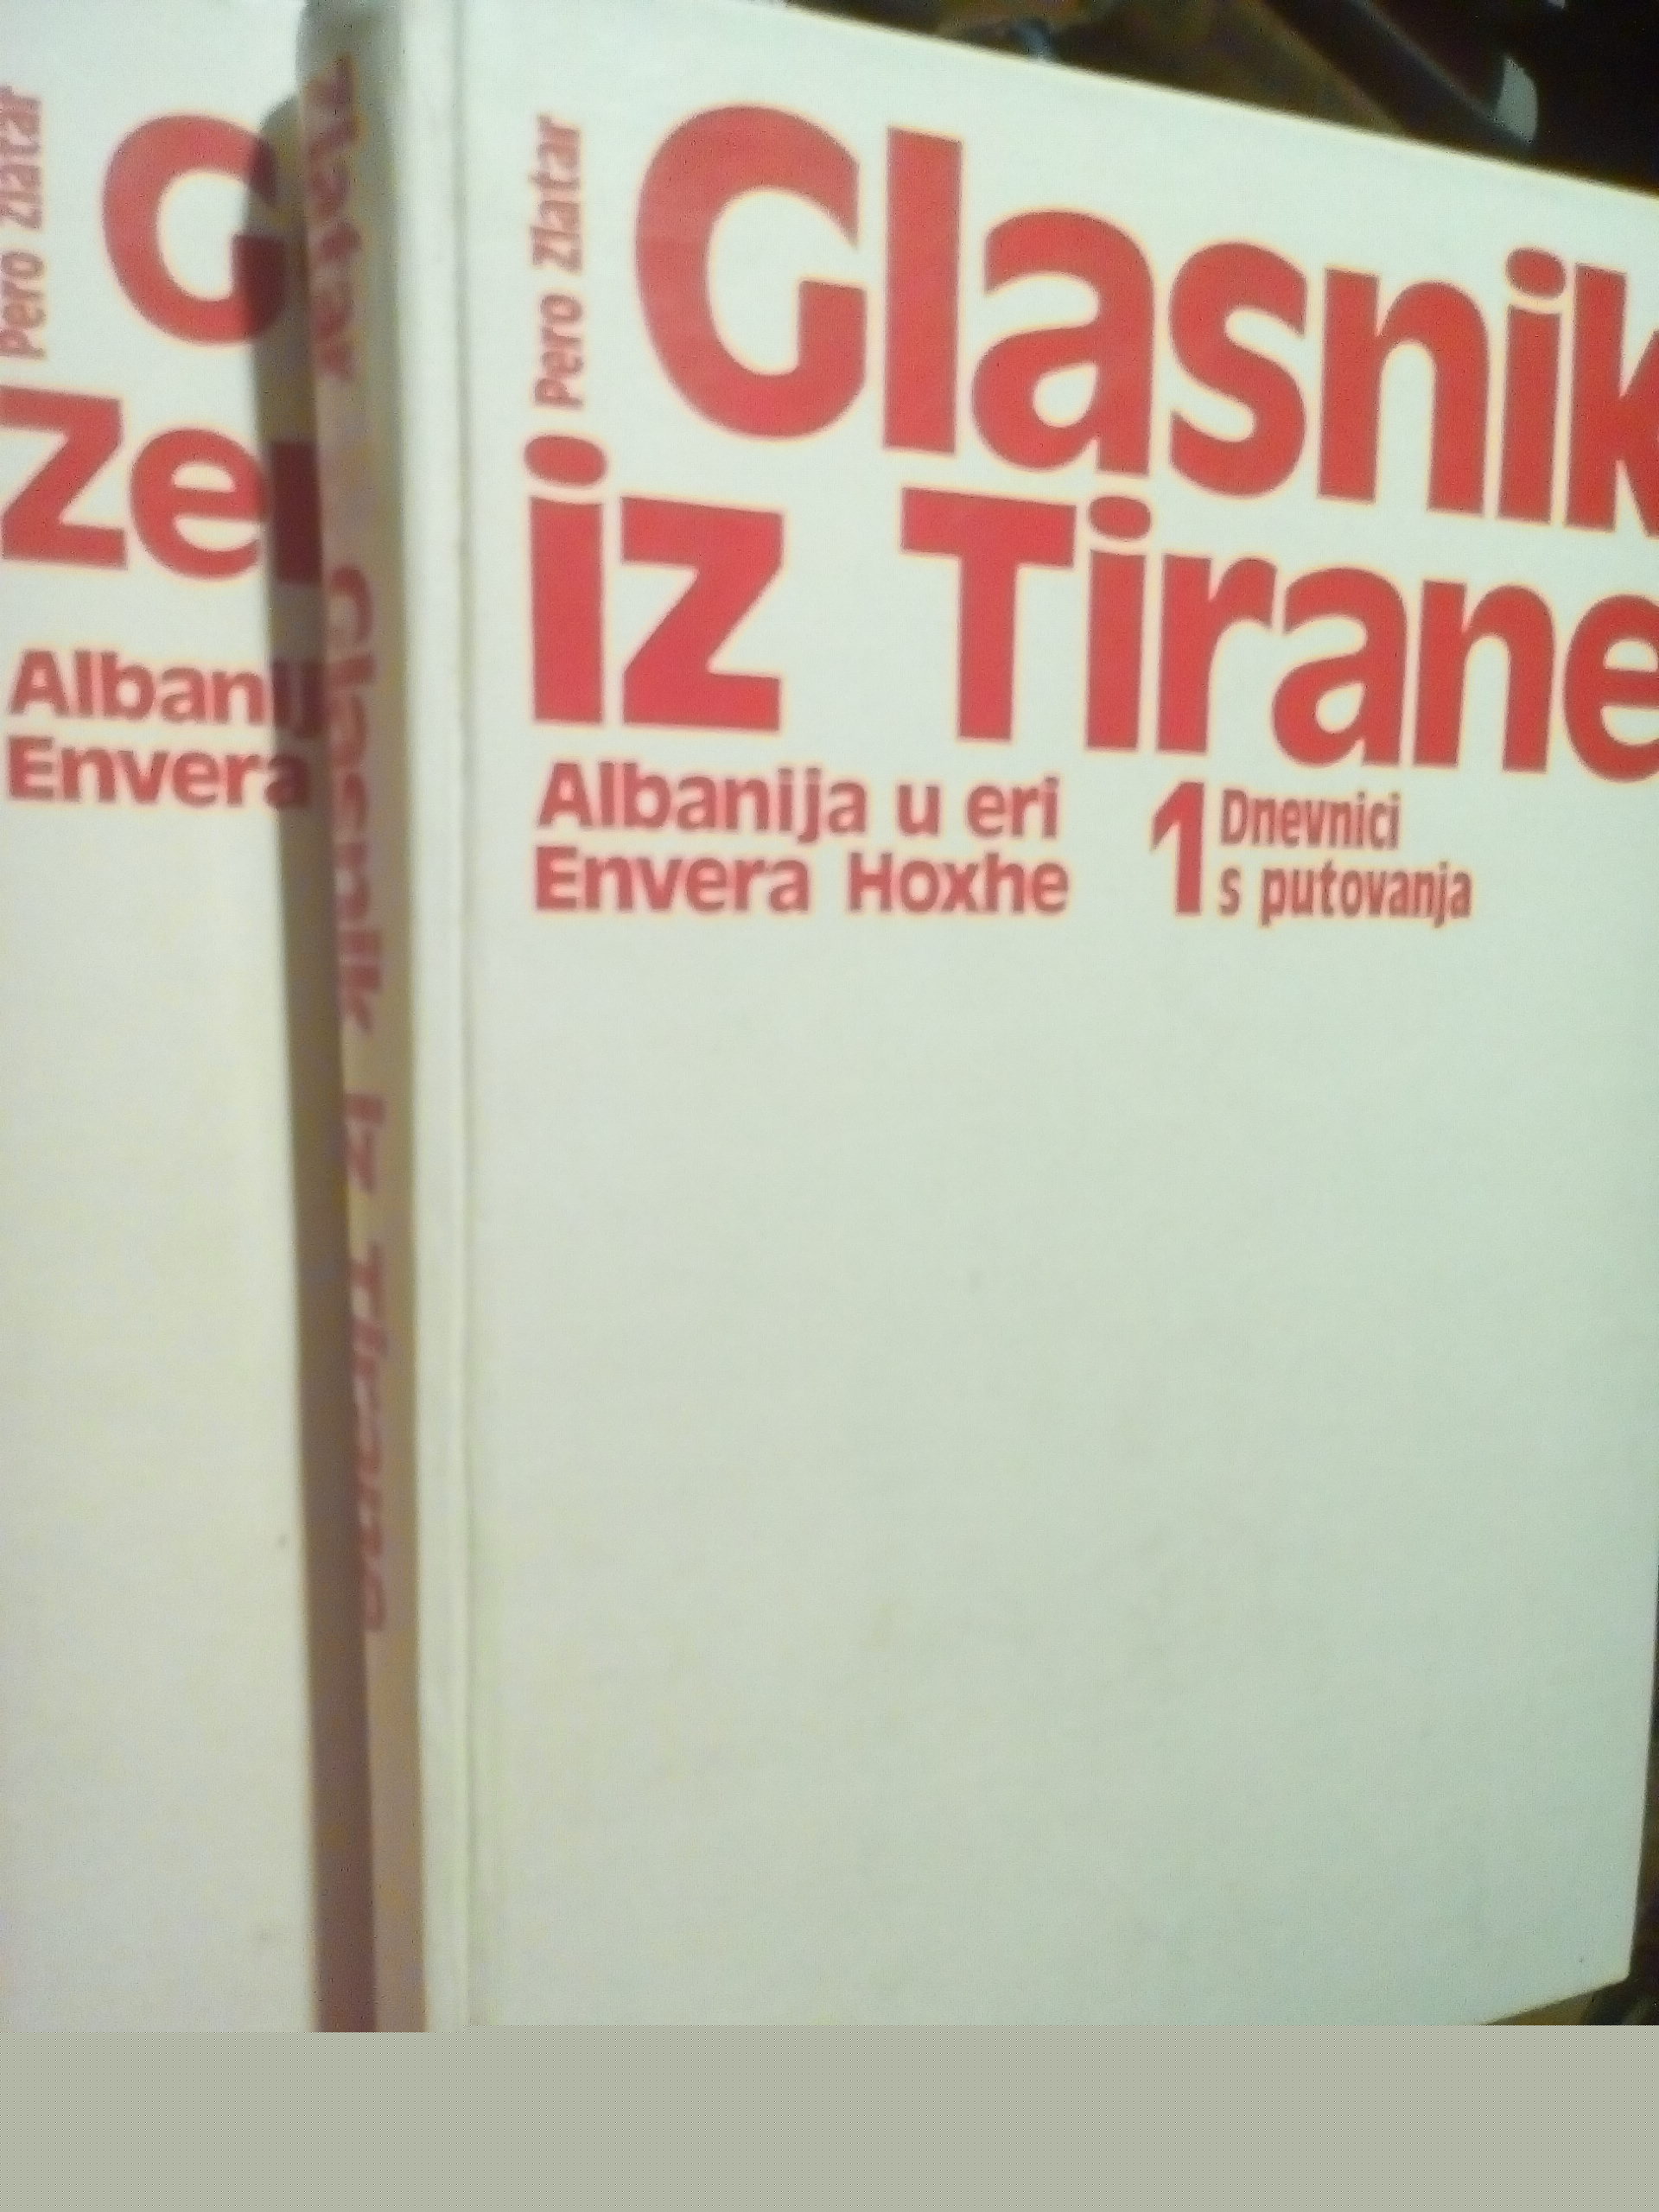 Pero Zlatar
G
ze
Albanij
Envera
Zlatar Glasnik iz Tirane
Pero Zlatar
Glasnik
iz Tirane
Albanija u eri
Envera Hoxhe
1 Dnevnici
s putovanja